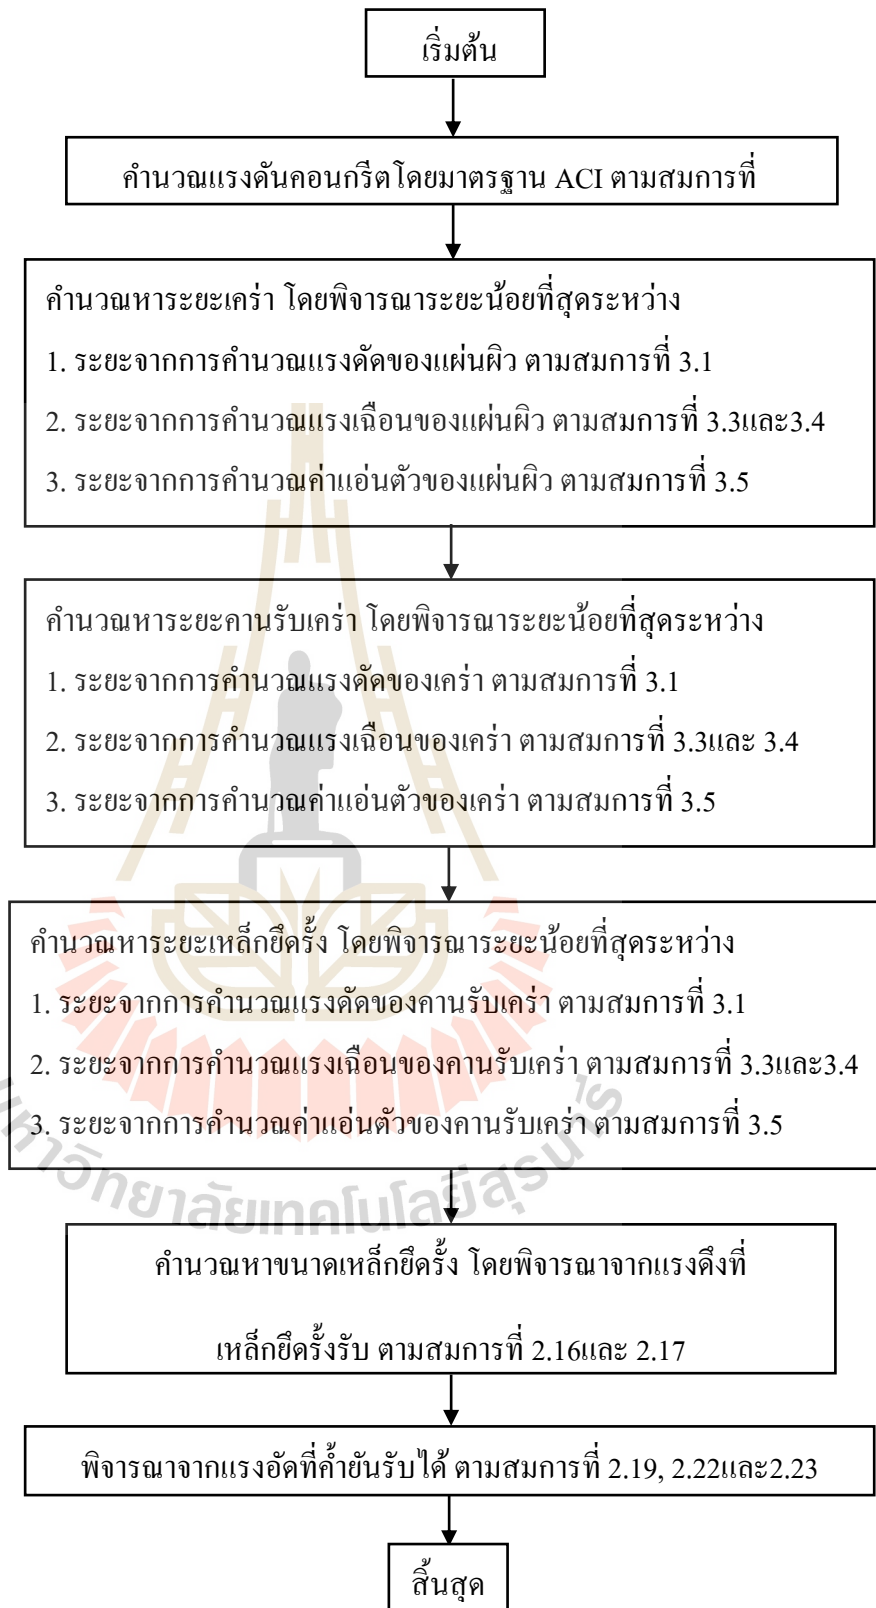 เริ่มต้น
คำนวณแรงดันคอนกรีตโดยมาตรฐาน ACI ตามสมการที่
คำนวณหาระยะเคร่า โดยพิจารณาระยะน้อยที่สุดระหว่าง
1. ระยะจากการคำนวณแรงดัดของแผ่นผิว ตามสมการที่ 3.1
2. ระยะจากการคำนวณแรงเฉือนของแผ่นผิว ตามสมการที่ 3.3และ3.4
3. ระยะจากการคำนวณค่าแอ่นตัวของแผ่นผิว ตามสมการที่ 3.5
คำนวณหาระยะคานรับเคร่า โดยพิจารณาระยะน้อยที่สุดระหว่าง
1. ระยะจากการคำนวณแรงดัดของเคร่า ตามสมการที่ 3.1
2. ระยะจากการคำนวณแรงเฉือนของเคร่า ตามสมการที่ 3.3และ 3.4
3. ระยะจากการคำนวณค่าแอ่นตัวของเคร่า ตามสมการที่ 3.5
คำนวณหาระยะเหล็กยึดรั้ง โดยพิจารณาระยะน้อยที่สุดระหว่าง
1. ระยะจากการคำนวณแรงดัดของคานรับเคร่า ตามสมการที่ 3.1
2. ระยะจากการคำนวณแรงเฉือนของคานรับเคร่า ตามสมการที่ 3.3และ3.4
3. ระยะจากการคำนวณค่าแอ่นตัวของคานรับเคร่า ตามสมการที่ 3.5
มหาวิทยาลัยเทคโนโลยีสุรนารี
คำนวณหาขนาดเหล็กยึดรั้ง โดยพิจารณาจากแรงดึงที่
เหล็กยึดรั้งรับ ตามสมการที่ 2.16และ 2.17
พิจารณาจากแรงอัดที่ค้ำยันรับได้ ตามสมการที่ 2.19, 2.22และ2.23
สิ้นสุด